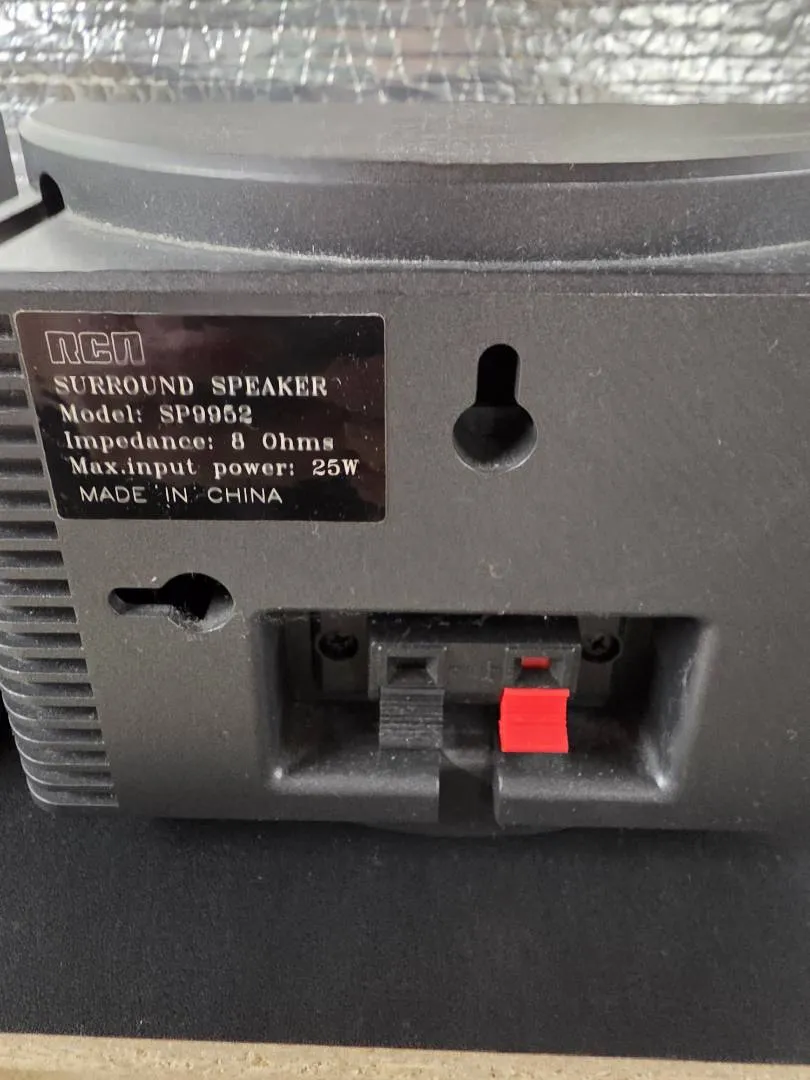 RCA
SURROUND SPEAKER
Model: SP9952
Impedance: 8 Ohms
Max.input power: 25W
MADE IN CHINA
- +